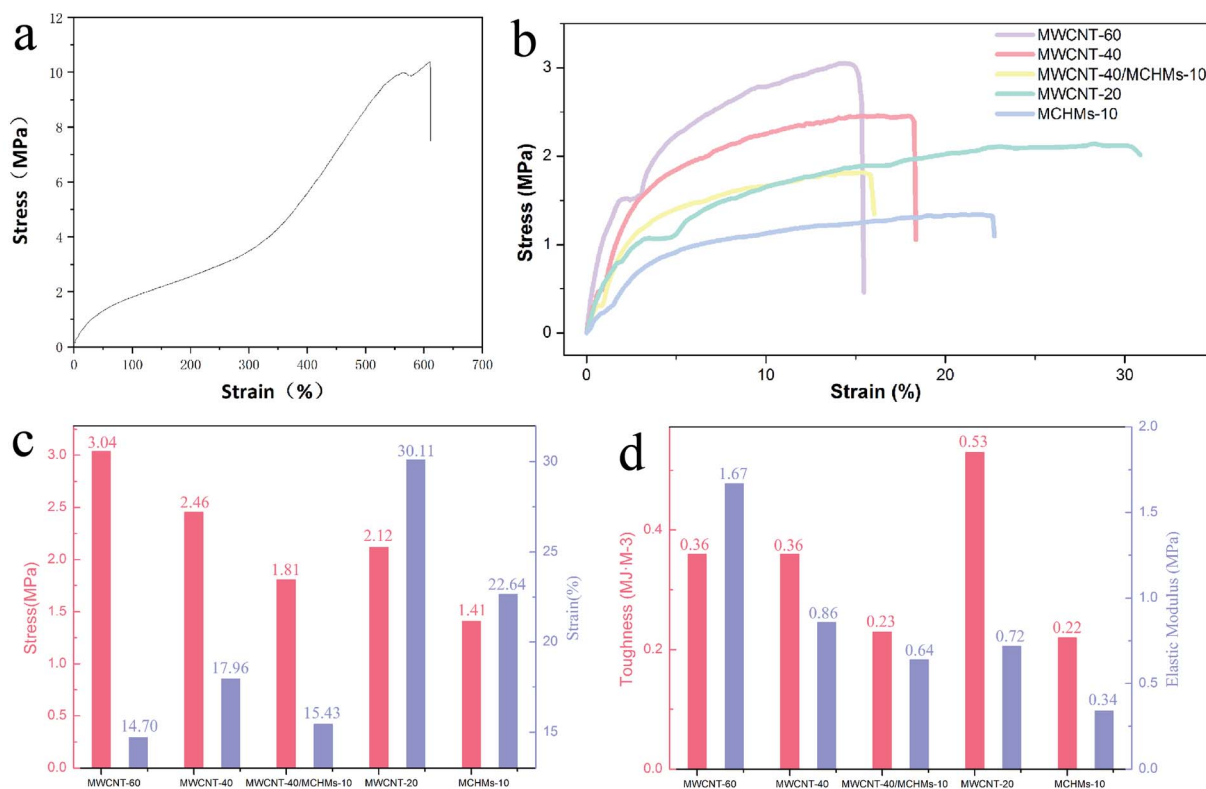 a
12
10
8
6
4
2
0
Stress（MPa）
0 100 200 300 400 500 600 700
Strain（%）
b
MWCNT-60
MWCNT-40
MWCNT-40/MCHMs-10
MWCNT-20
MCHMs-10
3
2
1
0
Stress (MPa)
0 10 20 30
Strain (%)
c
3.0
2.5
2.0
1.5
1.0
0.5
0.0
Stress(MPa)
3.04
14.70
2.46
17.96
1.81
15.43
2.12
30.11
1.41
22.64
30
25
20
15
Strain(%)
MWCNT-60 MWCNT-40 MWCNT-40/MCHMs-10 MWCNT-20 MCHMs-10
d
0.4
0.2
0.0
Toughness (MJ·M-3)
0.36
1.67
0.36
0.86
0.23
0.64
0.53
0.72
0.22
0.34
2.0
1.5
1.0
0.5
0.0
Elastic Modulus (MPa)
MWCNT-60 MWCNT-40 MWCNT-40/MCHMs-10 MWCNT-20 MCHMs-10